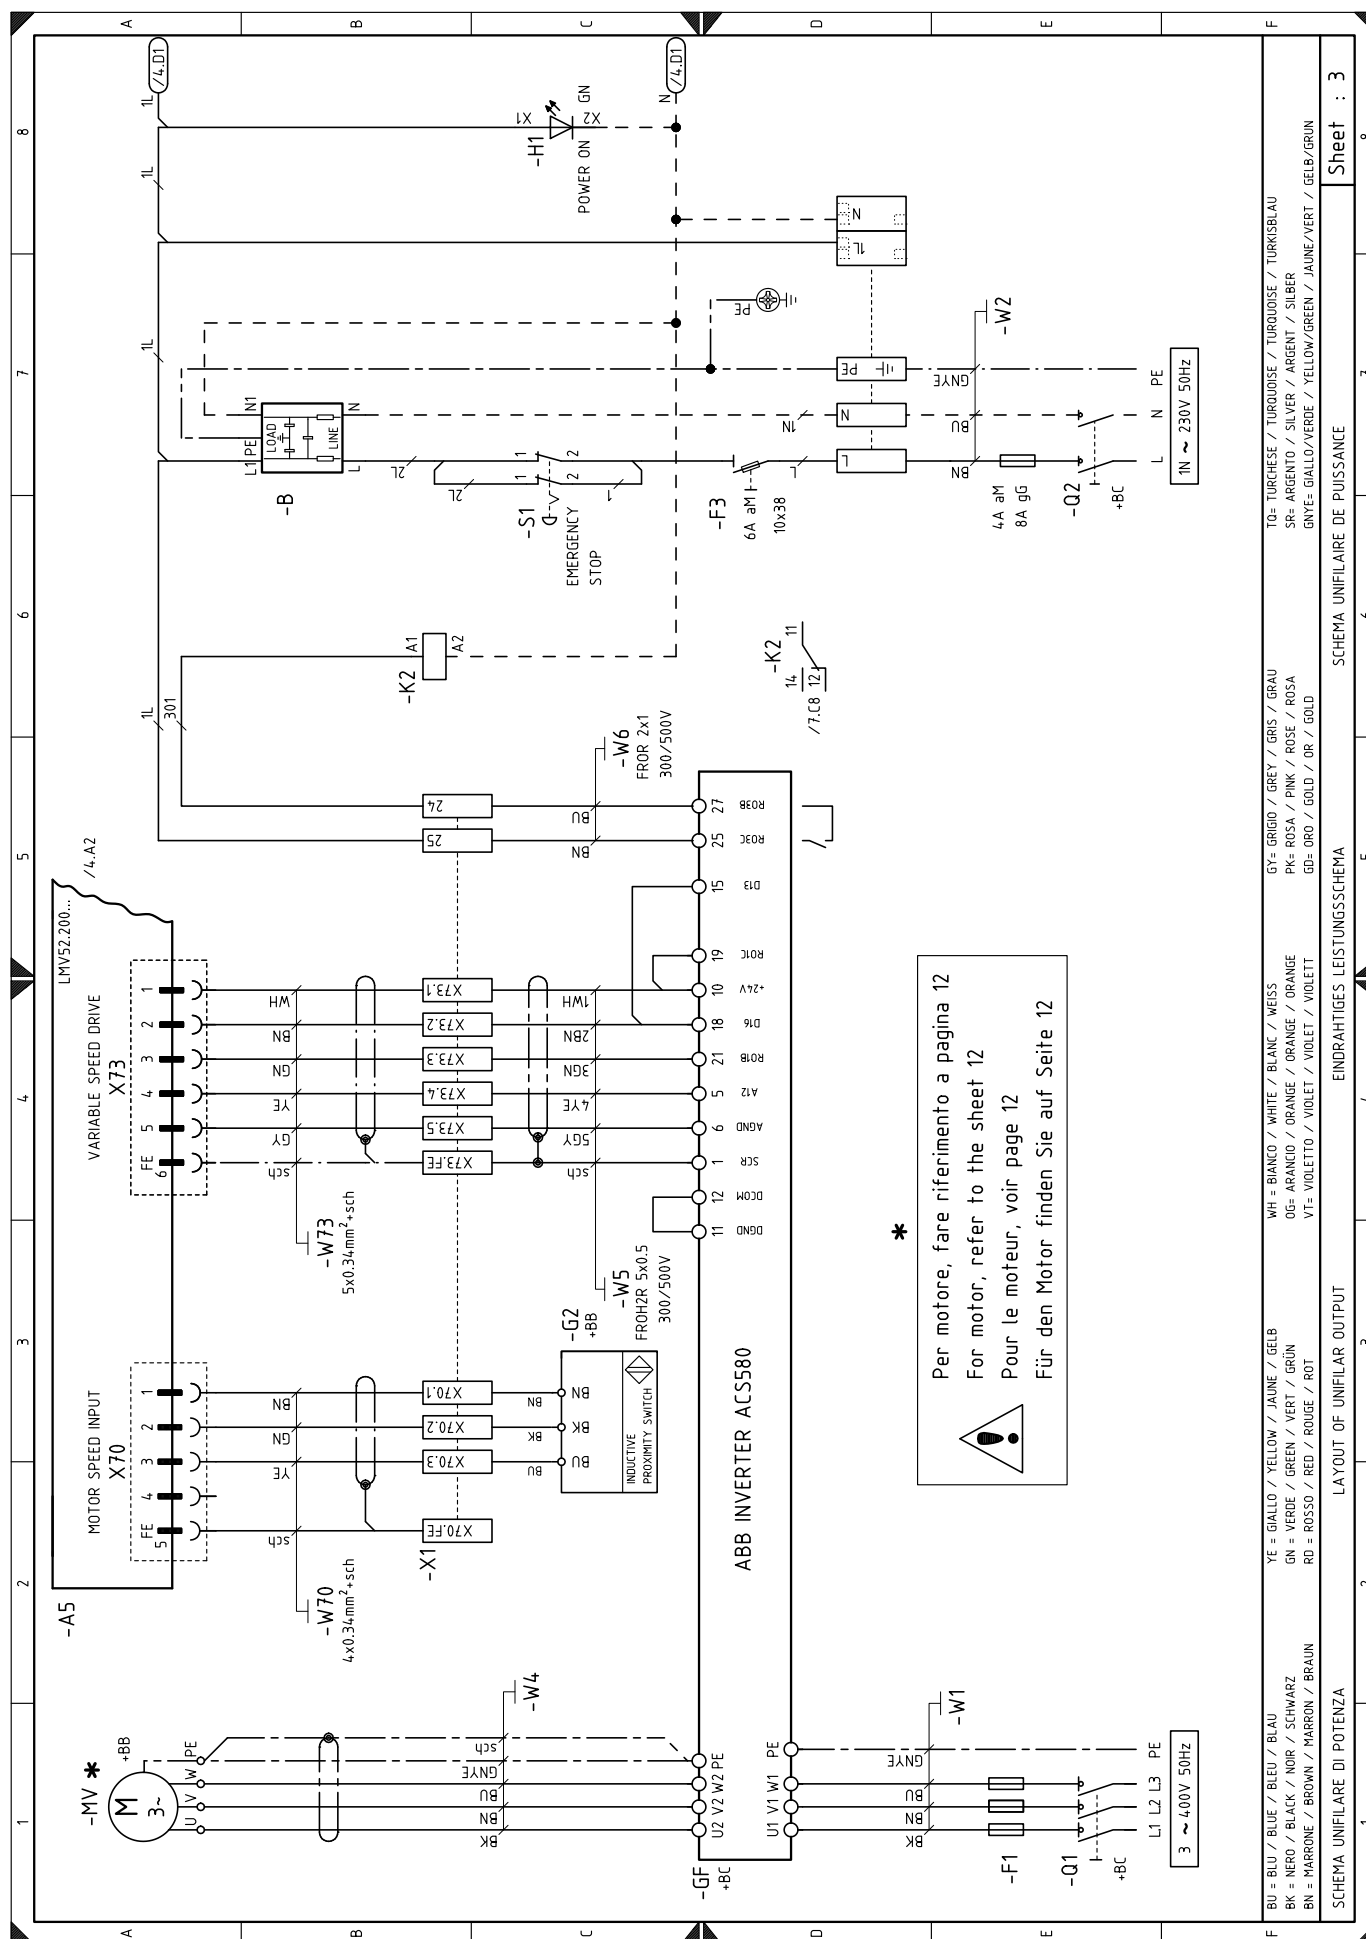 1 2 3 4 5 6 7 8
A B C D E F
-A5
LMV52.200...
/4.A2
MOTOR SPEED INPUT
X70
FE 4 3 2 1
5
VARIABLE SPEED DRIVE
X73
FE 5 4 3 2 1
6
-MV *
+BB
M
3~
U V W PE
BK BN BU GNYE sch
-W4
-W70
4x0.34mm²+sch
sch YE GN BN
-W73
5x0.34mm²+sch
sch GY YE GN BN WH
-X1
X70.FE X70.3 X70.2 X70.1
X73.FE X73.5 X73.4 X73.3 X73.2 X73.1
25 24
BU BK BN
BU BK BN
-G2
+BB
INDUCTIVE
PROXIMITY SWITCH
-W5
FROH2R 5x0.5
300/500V
sch 5GY 4YE 3GN 2BN 1WH
BN BU
-W6
FROR 2x1
300/500V
-GF
+BC
U2 V2 W2 PE
U1 V1 W1 PE
ABB INVERTER ACS580
11 12 1 6 5 21 18 10 19 15 25 27
DGND DCOM SCR AGND A12 RO1B D16 +24V RO1C D13 RO3C RO3B
BK BN BU GNYE
-W1
-F1
-Q1
+BC
L1 L2 L3 PE
3 ~ 400V 50Hz
*
Per motore, fare riferimento a pagina 12
For motor, refer to the sheet 12
Pour le moteur, voir page 12
Für den Motor finden Sie auf Seite 12
1L 1L 1L 1L
301
/4.D1
N /4.D1
-K2
A1
A2
-K2
14 11
12
/7.C8
-B
L1 PE N1
LOAD
LINE
L N
2L
2L
-S1
1 1
2 2
1
EMERGENCY
STOP
-F3
6A aM
10x38
L 1N
L N PE 1L N
PE
-H1
X1
X2
GN
POWER ON
BN BU GNYE
-W2
4A aM
8A gG
-Q2
+BC
L N PE
1N ~ 230V 50Hz
BU = BLU / BLUE / BLEU / BLAU
BK = NERO / BLACK / NOIR / SCHWARZ
BN = MARRONE / BROWN / MARRON / BRAUN
YE = GIALLO / YELLOW / JAUNE / GELB
GN = VERDE / GREEN / VERT / GRÜN
RD = ROSSO / RED / ROUGE / ROT
WH = BIANCO / WHITE / BLANC / WEISS
OG= ARANCIO / ORANGE / ORANGE / ORANGE
VT= VIOLETTO / VIOLET / VIOLET / VIOLETT
GY= GRIGIO / GREY / GRIS / GRAU
PK= ROSA / PINK / ROSE / ROSA
GD= ORO / GOLD / OR / GOLD
TQ= TURCHESE / TURQUOISE / TURQUOISE / TURKISBLAU
SR= ARGENTO / SILVER / ARGENT / SILBER
GNYE= GIALLO/VERDE / YELLOW/GREEN / JAUNE/VERT / GELB/GRUN
SCHEMA UNIFILARE DI POTENZA
LAYOUT OF UNIFILAR OUTPUT
EINDRAHTIGES LEISTUNGSSCHEMA
SCHEMA UNIFILAIRE DE PUISSANCE
Sheet : 3